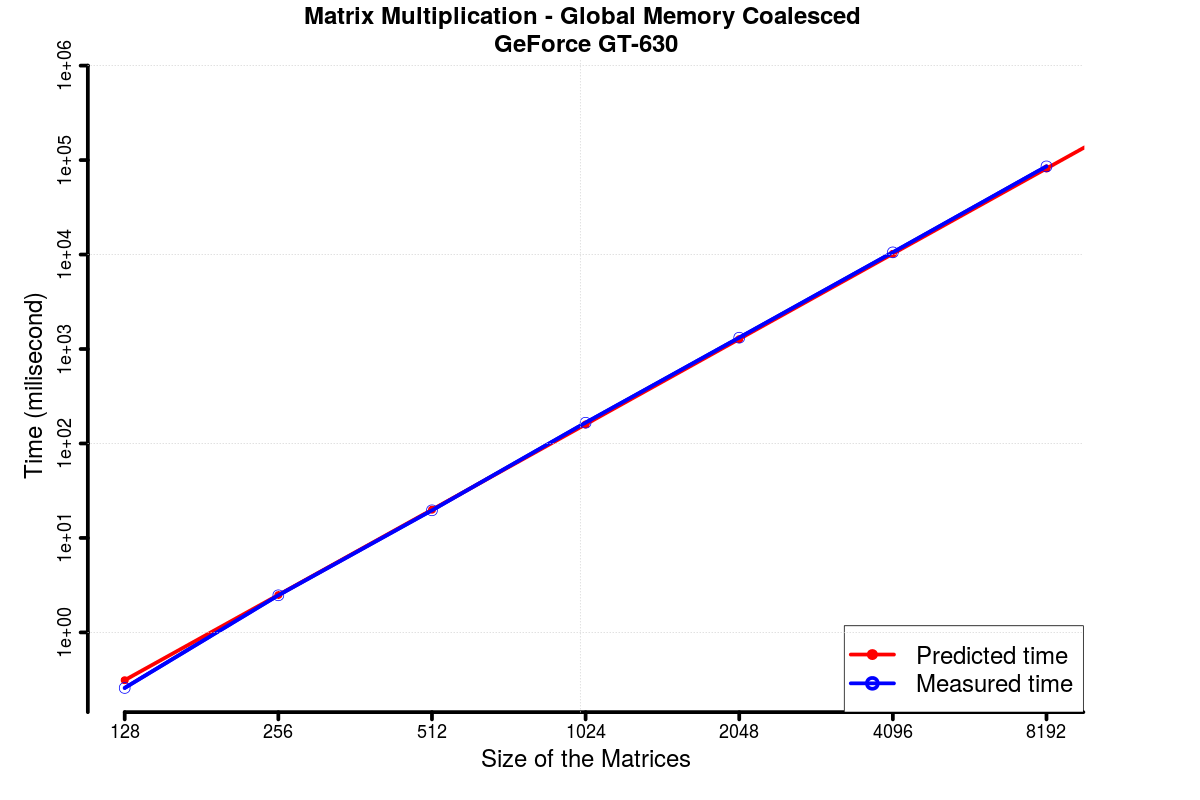 Matrix Multiplication - Global Memory Coalesced
GeForce GT-630
1e+06
1e+05
1e+04
1e+03
1e+02
1e+01
1e+00
Time (milisecond)
Predicted time
Measured time
128 256 512 1024 2048 4096 8192
Size of the Matrices